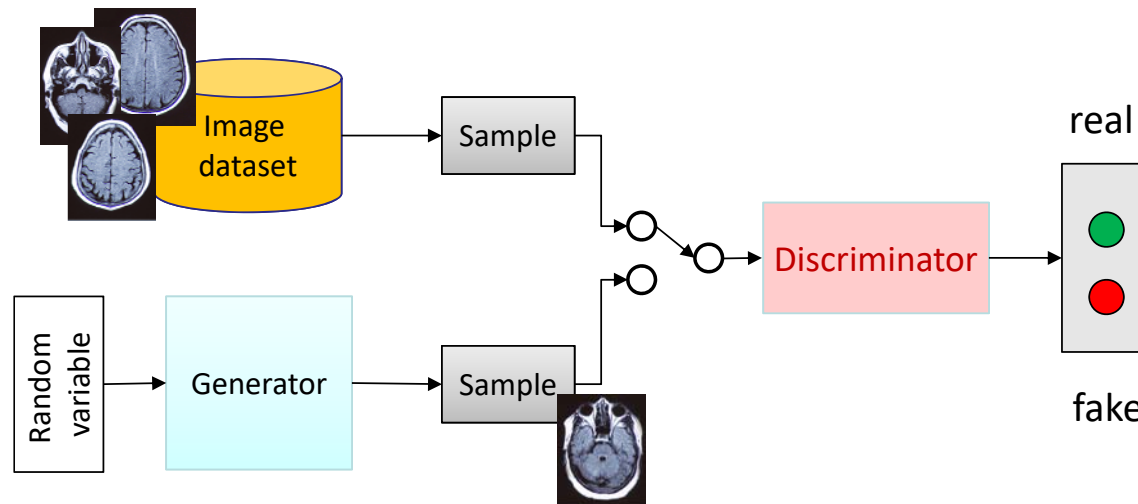 Image
dataset
Sample
real
Discriminator
Random
variable
Generator
Sample
fake